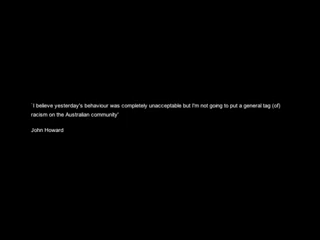 `I believe yesterday's behaviour was completely unacceptable but I'm not going to put a general tag (of)
racism on the Australian community'
John Howard